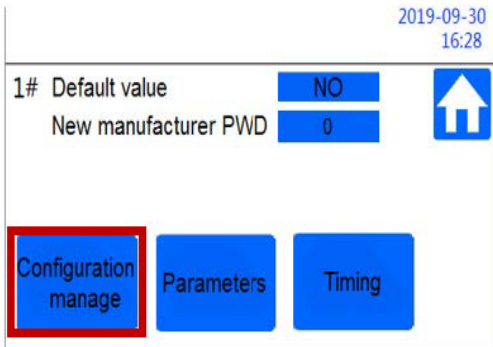 2019-09-30
16:28
1# Default value NO
New manufacturer PWD 0
Configuration
manage
Parameters
Timing